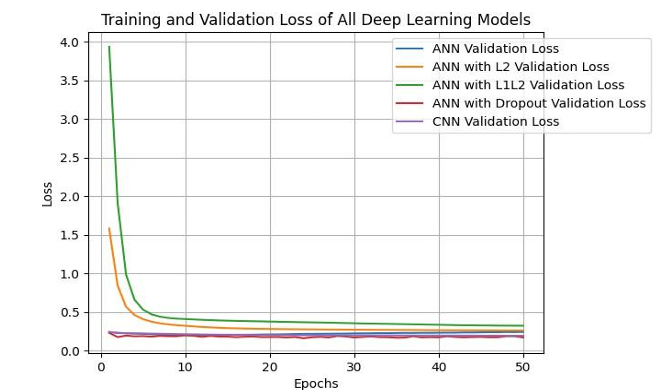 Training and Validation Loss of All Deep Learning Models
4.0
3.5
3.0
2.5
2.0
1.5
1.0
0.5
0.0
Loss
ANN Validation Loss
ANN with L2 Validation Loss
ANN with L1L2 Validation Loss
ANN with Dropout Validation Loss
CNN Validation Loss
0 10 20 30 40 50
Epochs